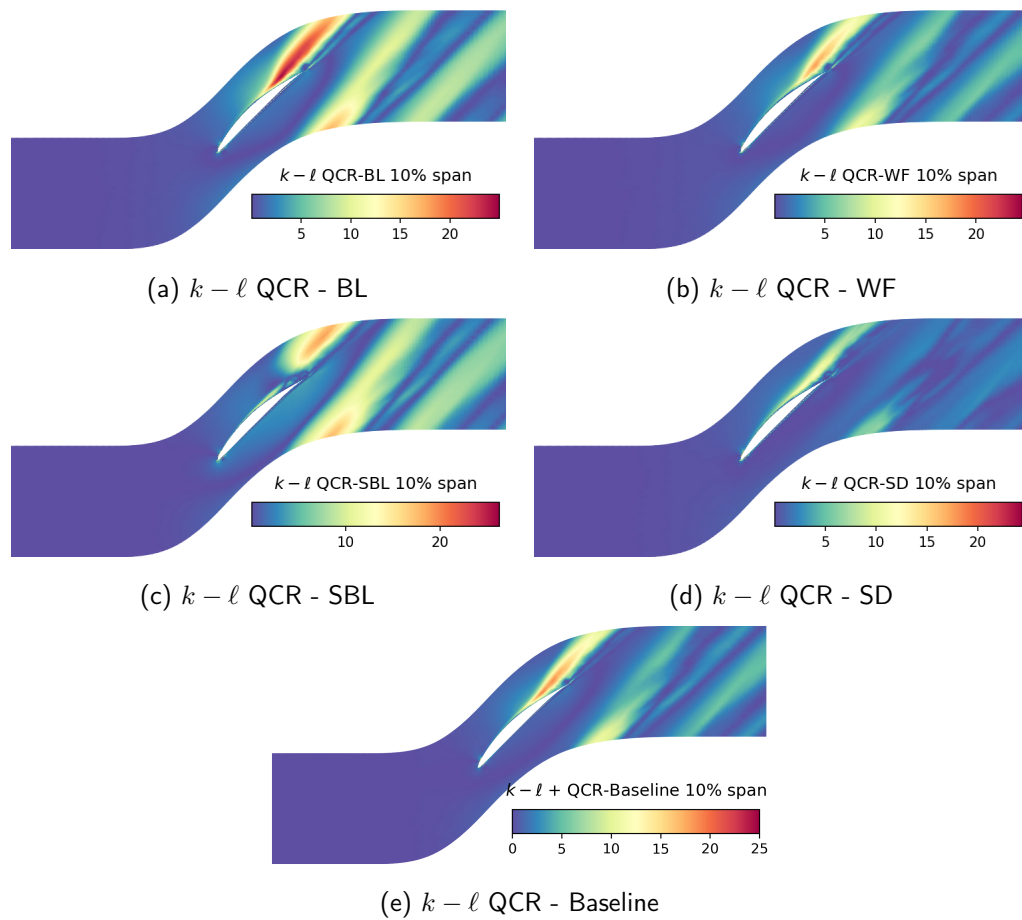 k − ℓ QCR-BL 10% span
5 10 15 20
(a) k − ℓ QCR - BL
k − ℓ QCR-WF 10% span
5 10 15 20
(b) k − ℓ QCR - WF
k − ℓ QCR-SBL 10% span
10 20
(c) k − ℓ QCR - SBL
k − ℓ QCR-SD 10% span
5 10 15 20
(d) k − ℓ QCR - SD
k − ℓ + QCR-Baseline 10% span
0 5 10 15 20 25
(e) k − ℓ QCR - Baseline